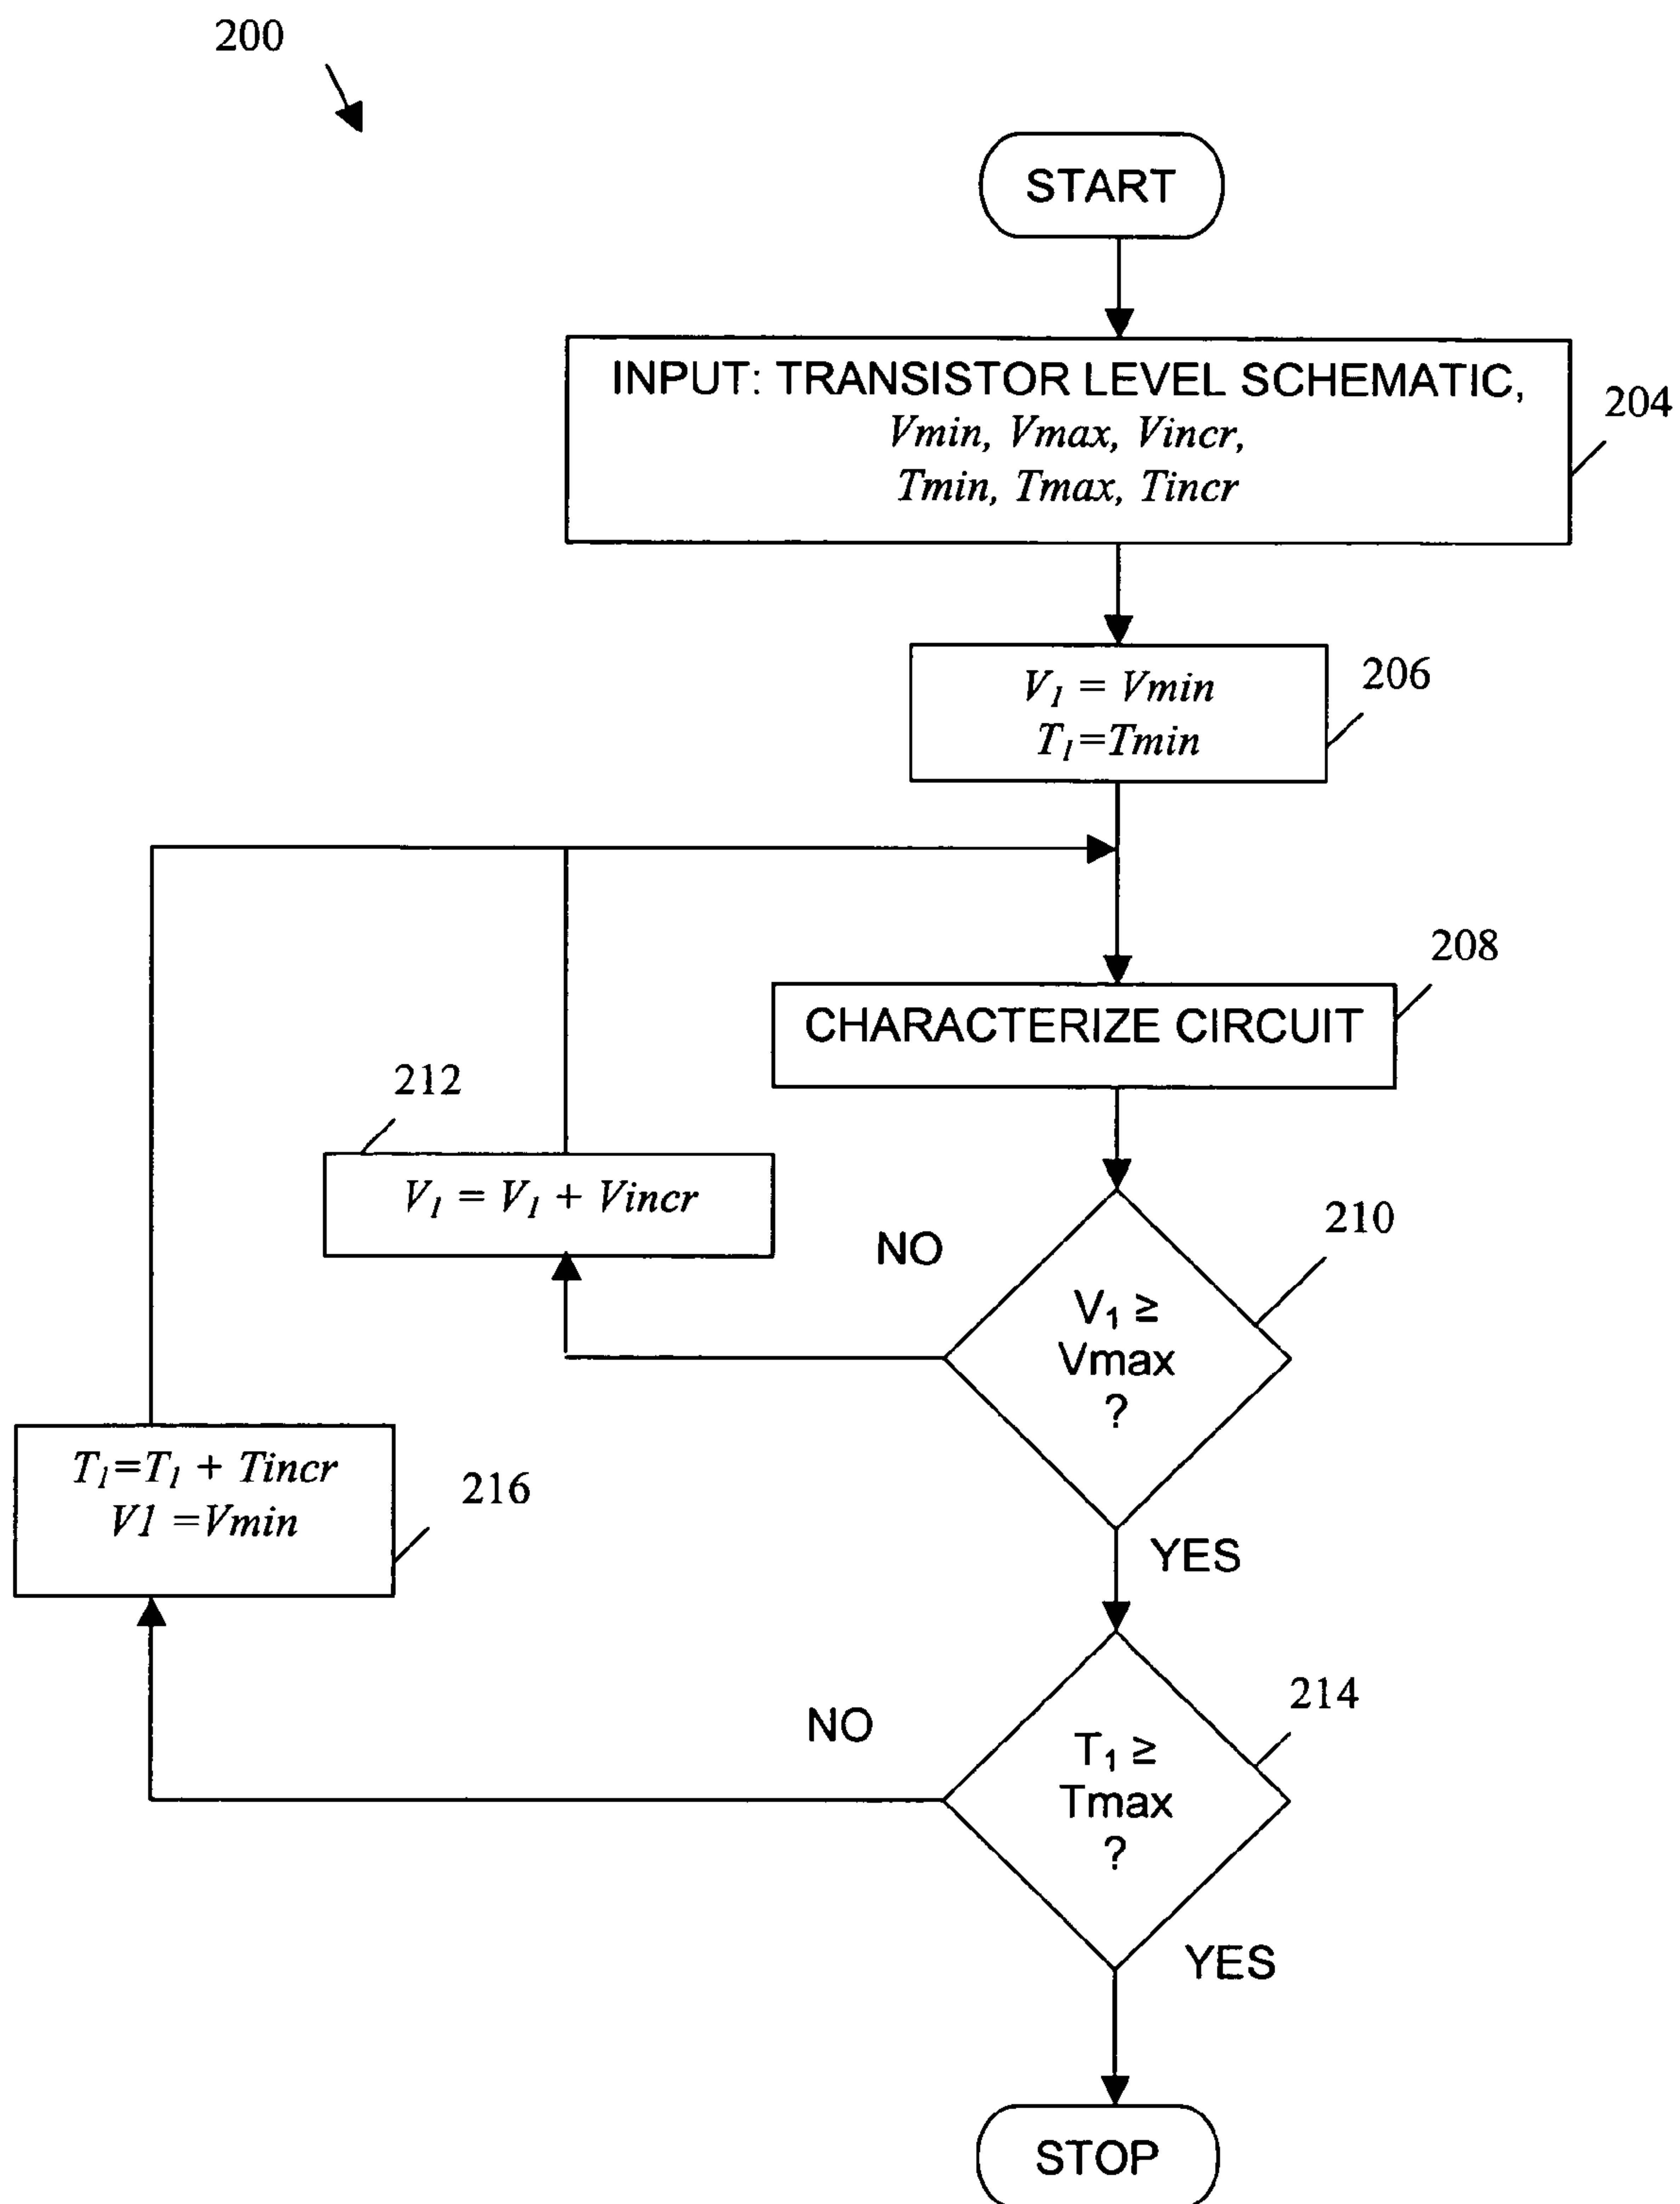 200
START
INPUT: TRANSISTOR LEVEL SCHEMATIC,
Vmin, Vmax, Vincr,
Tmin, Tmax, Tincr
204
V₁ = Vmin
T₁=Tmin
206
208
CHARACTERIZE CIRCUIT
212
V₁ = V₁ + Vincr
NO
210
V₁ ≥
Vmax
?
T₁=T₁ + Tincr
V1 =Vmin
216
YES
214
NO
T₁ ≥
Tmax
?
YES
STOP